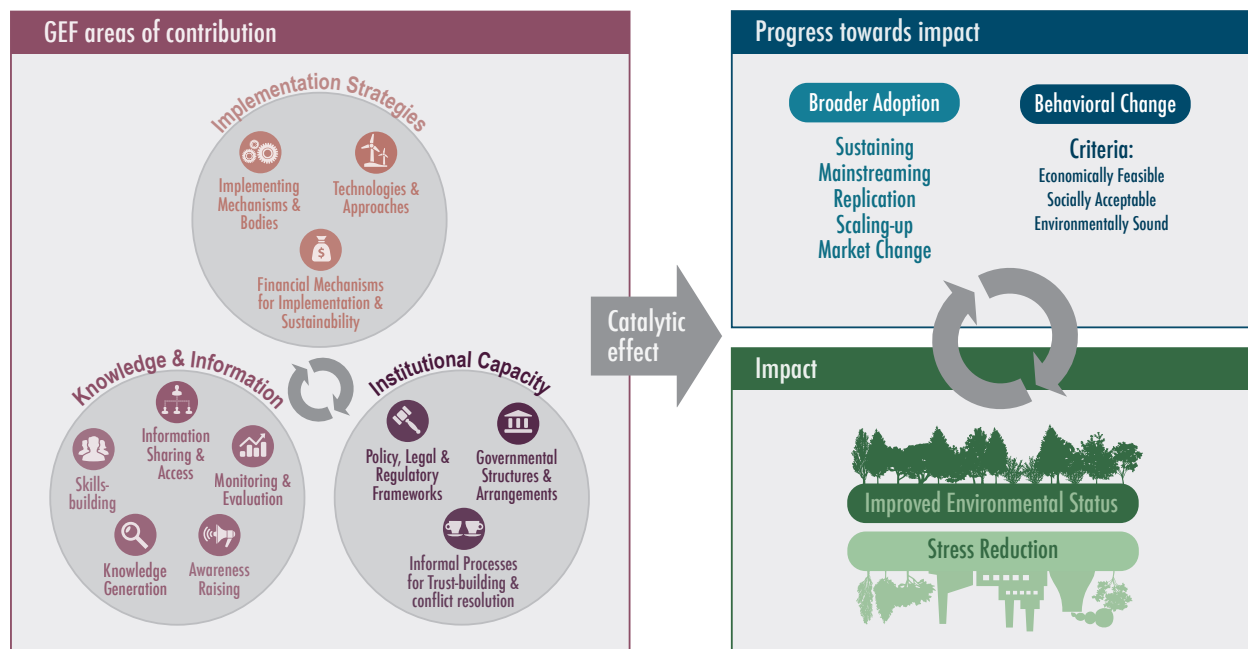 GEF areas of contribution
Implementation Strategies
Implementing
Mechanisms &
Bodies
Technologies &
Approaches
$
Financial Mechanisms
for Implementation &
Sustainability
Knowledge & Information
Information
Sharing &
Access
Skills-
building
Monitoring &
Evaluation
Knowledge
Generation
Awareness
Raising
Institutional Capacity
Policy, Legal &
Regulatory
Frameworks
Governmental
Structures &
Arrangements
Informal Processes
for Trust-building &
conflict resolution
Catalytic
effect
Progress towards impact
Broader Adoption
Sustaining
Mainstreaming
Replication
Scaling-up
Market Change
Behavioral Change
Criteria:
Economically Feasible
Socially Acceptable
Environmentally Sound
Impact
Improved Environmental Status
Stress Reduction